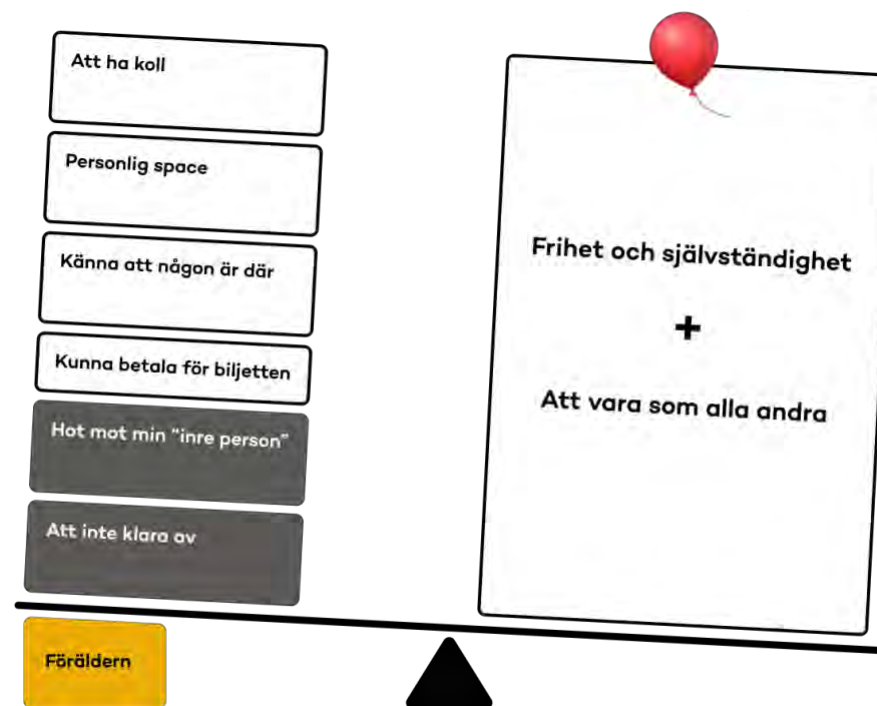 Att ha koll
Personlig space
Känna att någon är där
Kunna betala för biljetten
Hot mot min “inre person”
Att inte klara av
Föräldern
Frihet och självständighet
+
Att vara som alla andra